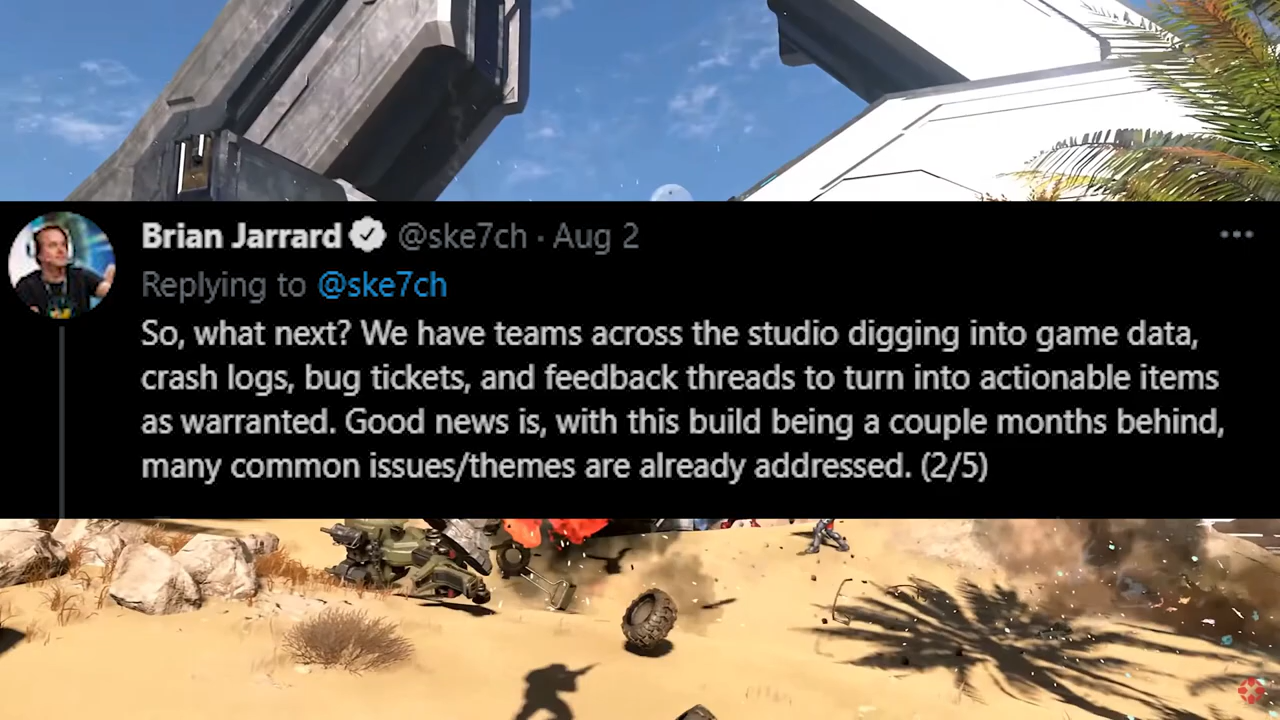 Brian Jarrard @ske7ch · Aug 2
Replying to @ske7ch
So, what next? We have teams across the studio digging into game data,
crash logs, bug tickets, and feedback threads to turn into actionable items
as warranted. Good news is, with this build being a couple months behind,
many common issues/themes are already addressed. (2/5)